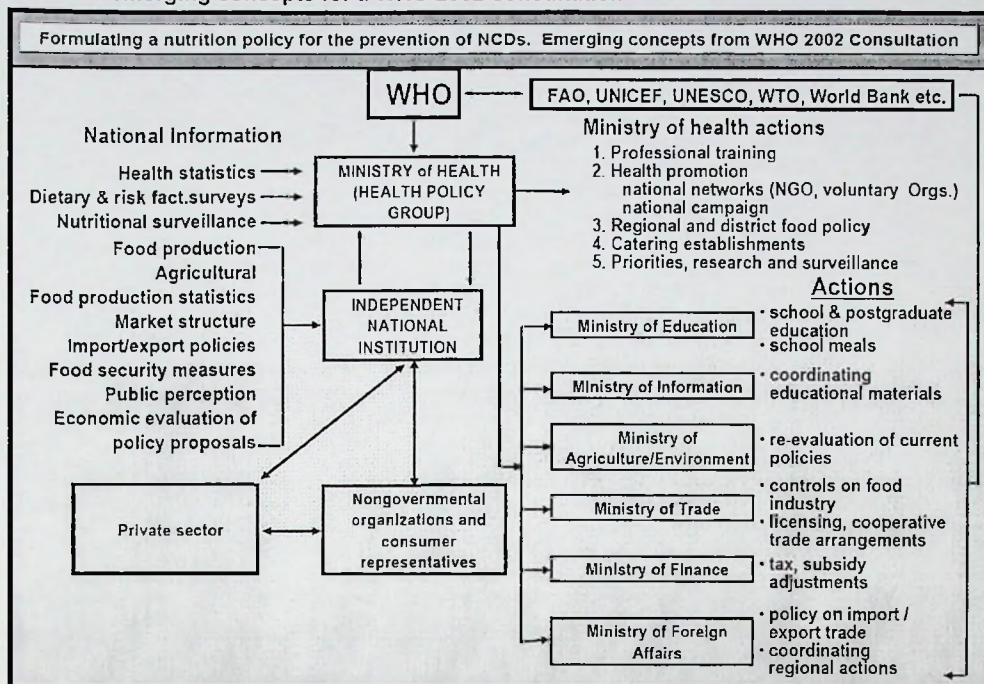 Formulating a nutrition policy for the prevention of NCDs. Emerging concepts from WHO 2002 Consultation
WHO
FAO, UNICEF, UNESCO, WTO, World Bank etc.
National Information
Health statistics
Dietary & risk fact.surveys
Nutritional surveillance
Food production
Agricultural
Food production statistics
Market structure
Import/export policies
Food security measures
Public perception
Economic evaluation of
policy proposals
MINISTRY of HEALTH
(HEALTH POLICY
GROUP)
Ministry of health actions
1. Professional training
2. Health promotion
national networks (NGO, voluntary Orgs.)
national campaign
3. Regional and district food policy
4. Catering establishments
5. Priorities, research and surveillance
INDEPENDENT
NATIONAL
INSTITUTION
Private sector
Nongovernmental
organizations and
consumer
representatives
Actions
Ministry of Education
· school & postgraduate
education
· school meals
Ministry of Information
· coordinating
educational materials
Ministry of
Agriculture/Environment
· re-evaluation of current
policies
Ministry of Trade
· controls on food
industry
· licensing, cooperative
trade arrangements
Ministry of Finance
· tax, subsidy
adjustments
Ministry of Foreign
Affairs
· policy on import /
export trade
· coordinating
regional actions